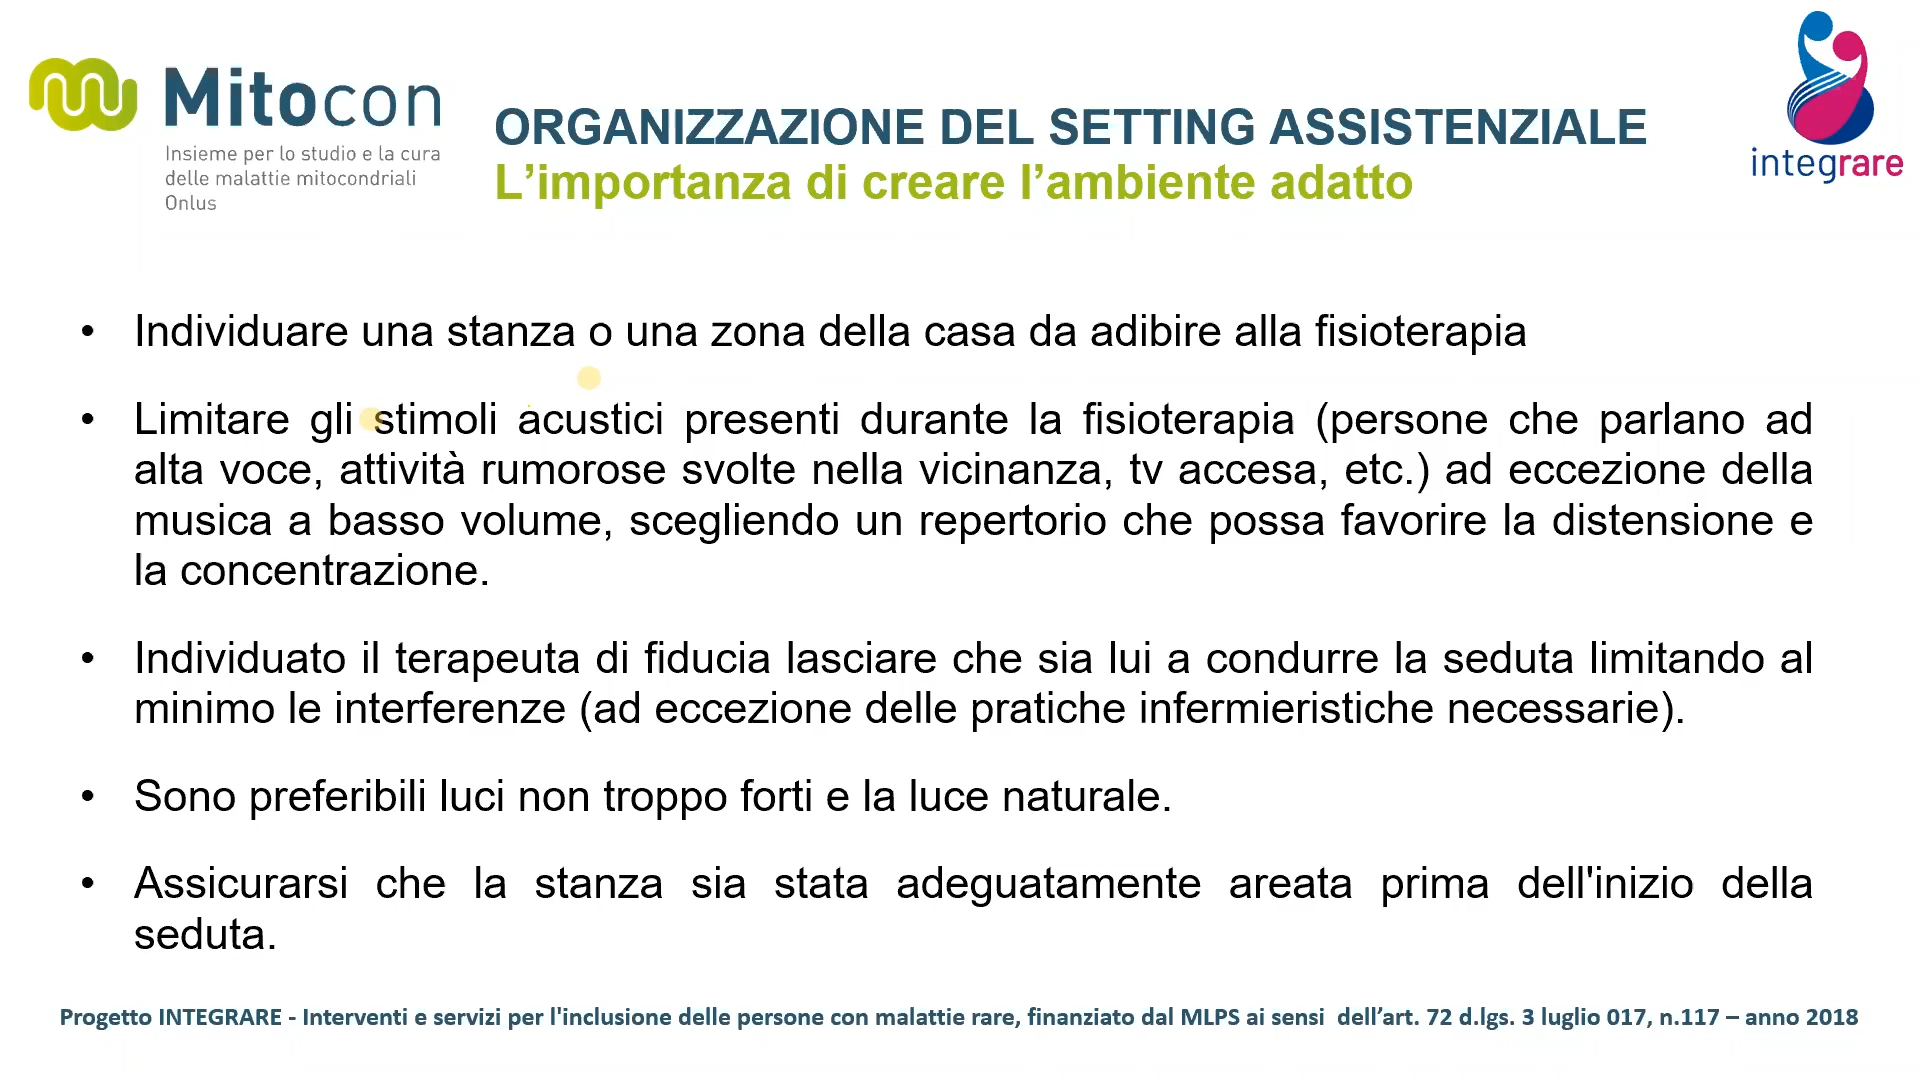 Mitocon
Insieme per lo studio e la cura
delle malattie mitocondriali
Onlus
ORGANIZZAZIONE DEL SETTING ASSISTENZIALE
L’importanza di creare l’ambiente adatto
integrare
• Individuare una stanza o una zona della casa da adibire alla fisioterapia
• Limitare gli stimoli acustici presenti durante la fisioterapia (persone che parlano ad
alta voce, attività rumorose svolte nella vicinanza, tv accesa, etc.) ad eccezione della
musica a basso volume, scegliendo un repertorio che possa favorire la distensione e
la concentrazione.
• Individuato il terapeuta di fiducia lasciare che sia lui a condurre la seduta limitando al
minimo le interferenze (ad eccezione delle pratiche infermieristiche necessarie).
• Sono preferibili luci non troppo forti e la luce naturale.
• Assicurarsi che la stanza sia stata adeguatamente areata prima dell'inizio della
seduta.
Progetto INTEGRARE - Interventi e servizi per l'inclusione delle persone con malattie rare, finanziato dal MLPS ai sensi  dell’art. 72 d.lgs. 3 luglio 017, n.117 – anno 2018